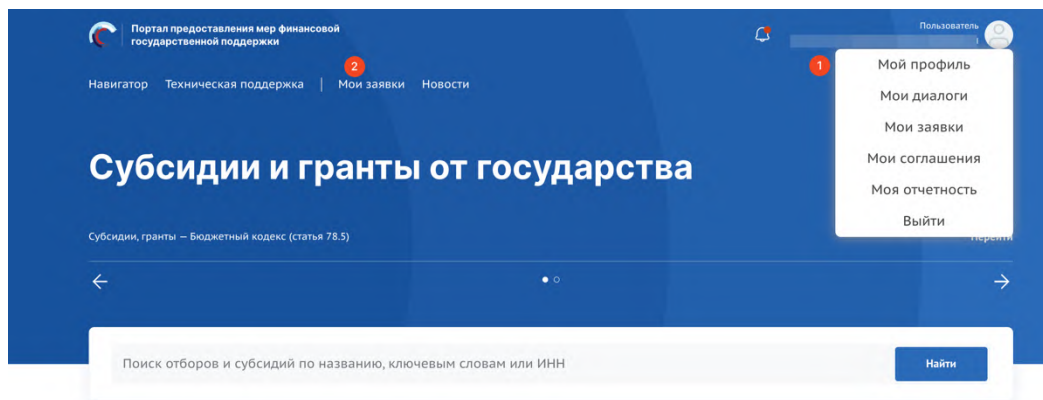 Портал предоставления мер финансовой
государственной поддержки
Пользователь
1
Мой профиль
2
Навигатор Техническая поддержка | Мои заявки Новости
Мои диалоги
Мои заявки
Мои соглашения
Моя отчетность
Выйти
Субсидии и гранты от государства
Субсидии, гранты — Бюджетный кодекс (статья 78.5)
Перейти
Поиск отборов и субсидий по названию, ключевым словам или ИНН
Найти